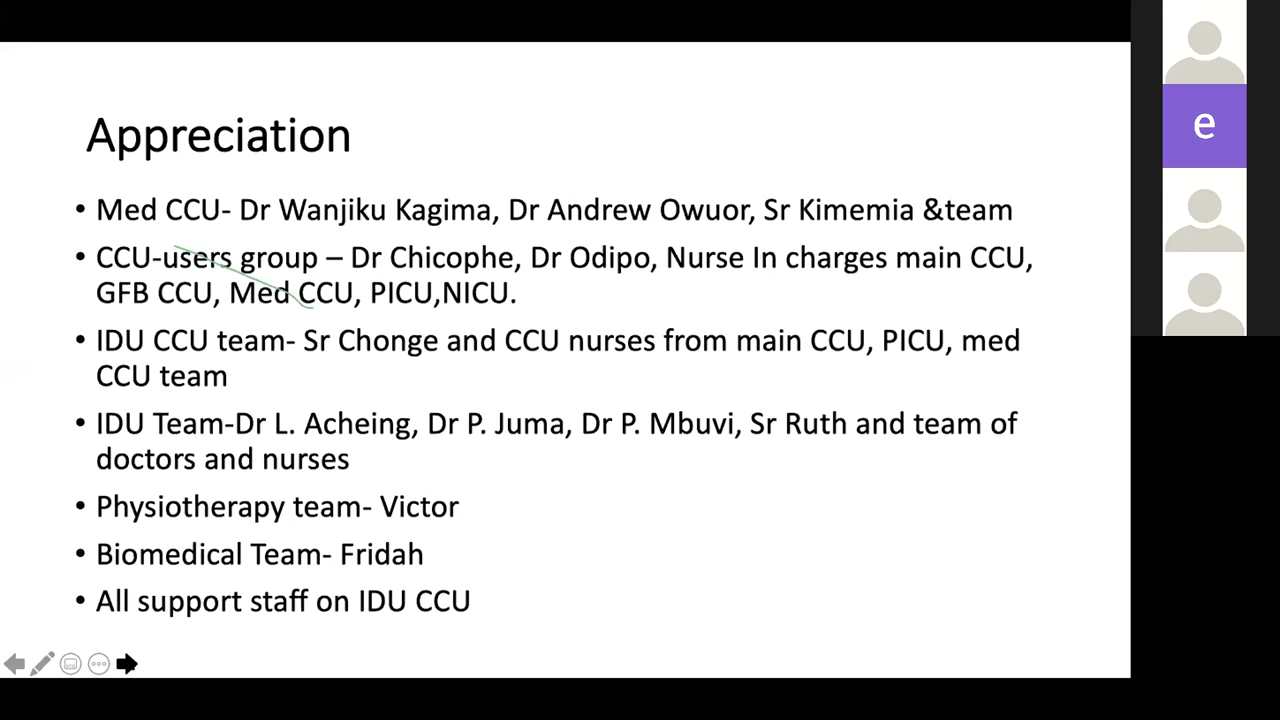 Appreciation
• Med CCU- Dr Wanjiku Kagima, Dr Andrew Owuor, Sr Kimemia &team
• CCU-users group – Dr Chicophe, Dr Odipo, Nurse In charges main CCU,
GFB CCU, Med CCU, PICU,NICU.
• IDU CCU team- Sr Chonge and CCU nurses from main CCU, PICU, med
CCU team
• IDU Team-Dr L. Acheing, Dr P. Juma, Dr P. Mbuvi, Sr Ruth and team of
doctors and nurses
• Physiotherapy team- Victor
• Biomedical Team- Fridah
• All support staff on IDU CCU
e